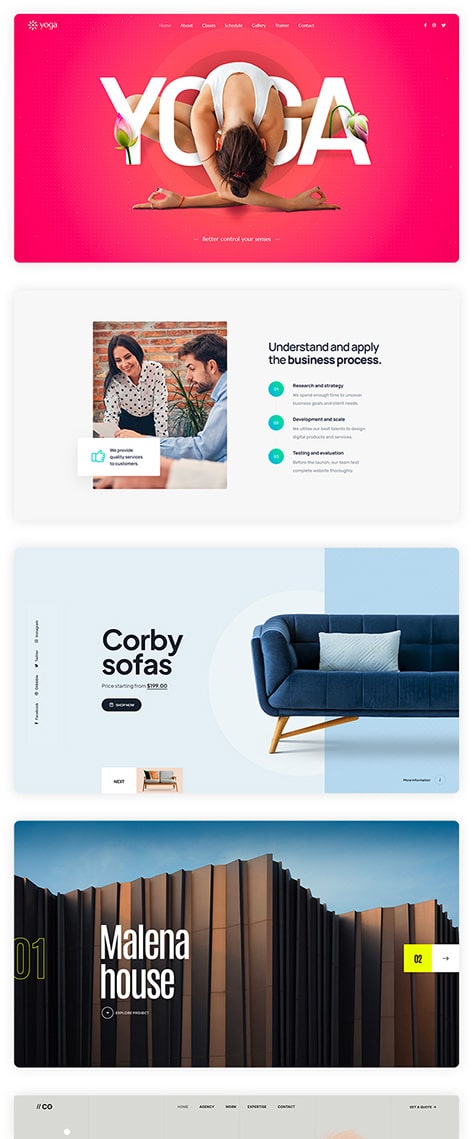 yoga
Home About Classes Schedule Gallery Trainer Contact
YOGA
— Better control your senses —
Understand and apply
the business process.
01 Research and strategy
We spend enough time to uncover
business goals and client needs.
02 Development and scale
We utilise our best talents to design
digital products and services.
03 Testing and evaluation
Before the launch, our team test
complete website thoroughly.
We provide
quality services
to customers.
Instagram
Twitter
Dribbble
Facebook
Corby
sofas
Price starting from $199.00
SHOP NOW
NEXT
More information
01
Malena
house
EXPLORE PROJECT
02
// CO
HOME AGENCY WORK EXPERTISE CONTACT
GET A QUOTE